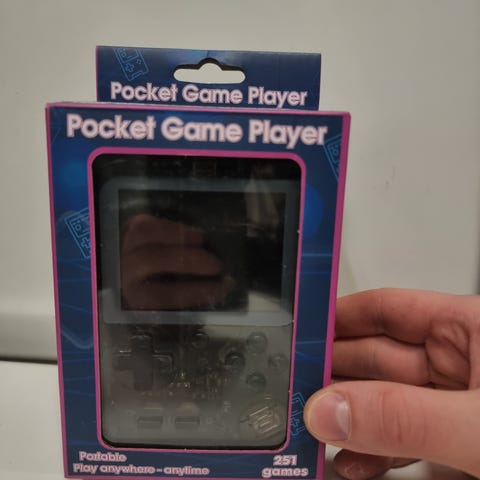 Pocket Game Player
Pocket Game Player
Portable
Play anywhere - anytime
251
games